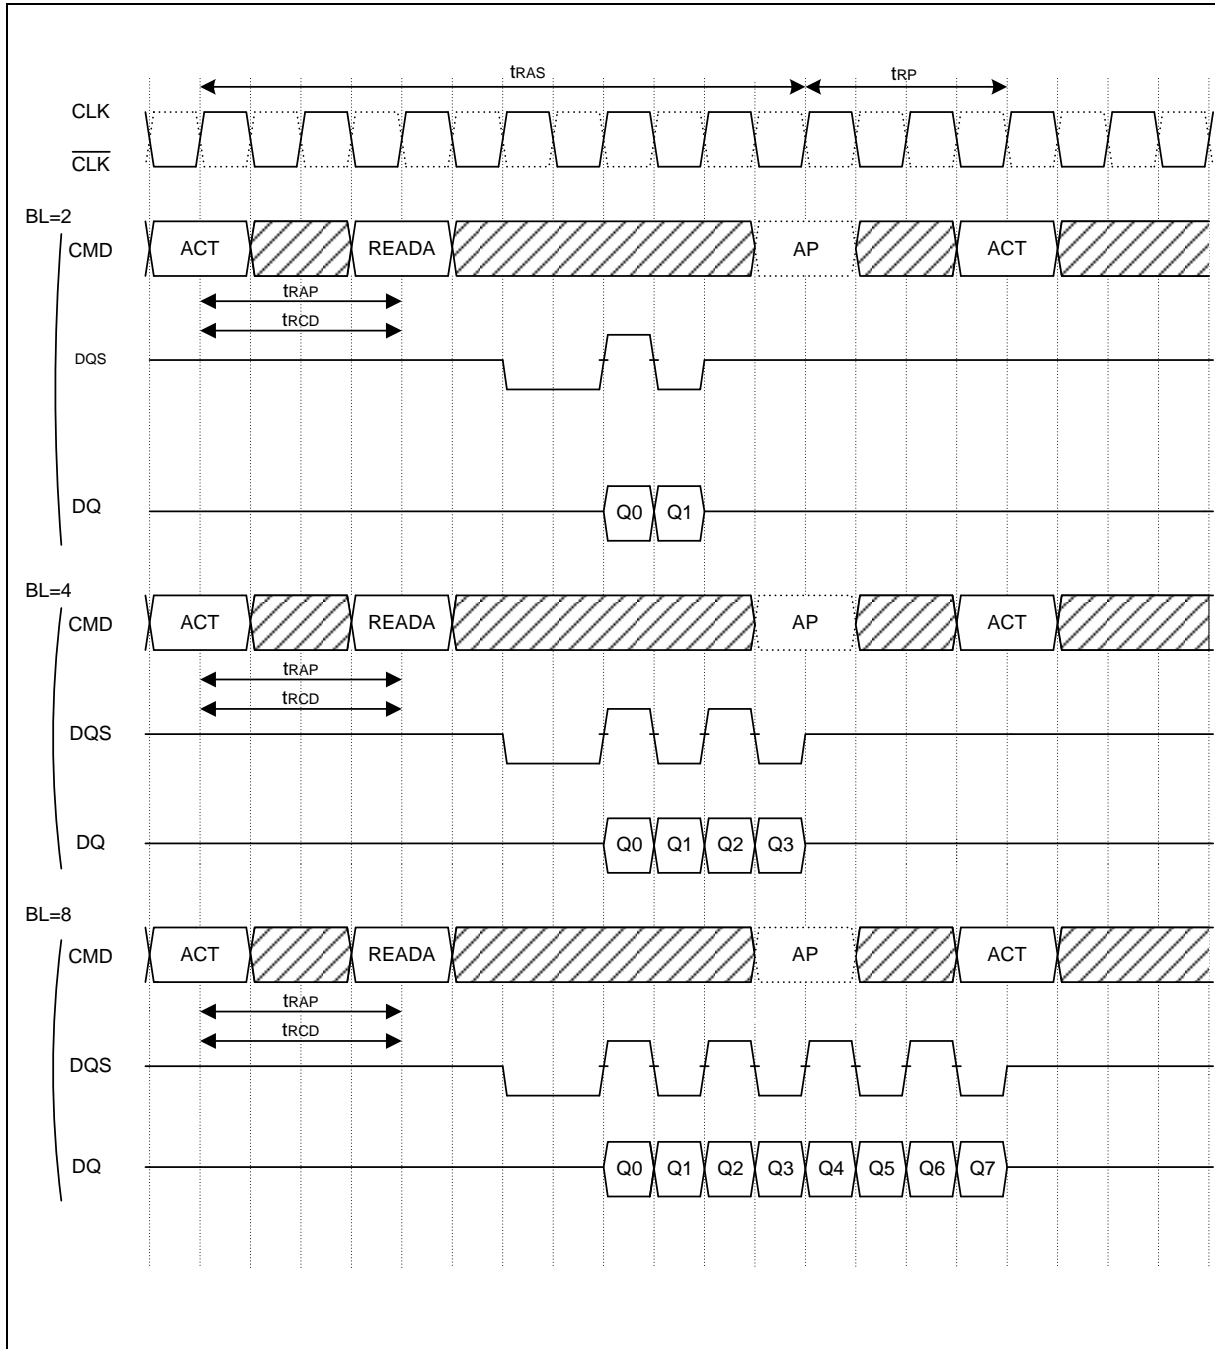 tRAS tRP
CLK
CLK
BL=2
CMD ACT READA AP ACT
tRAP
tRCD
DQS
DQ Q0 Q1
BL=4
CMD ACT READA AP ACT
tRAP
tRCD
DQS
DQ Q0 Q1 Q2 Q3
BL=8
CMD ACT READA AP ACT
tRAP
tRCD
DQS
DQ Q0 Q1 Q2 Q3 Q4 Q5 Q6 Q7